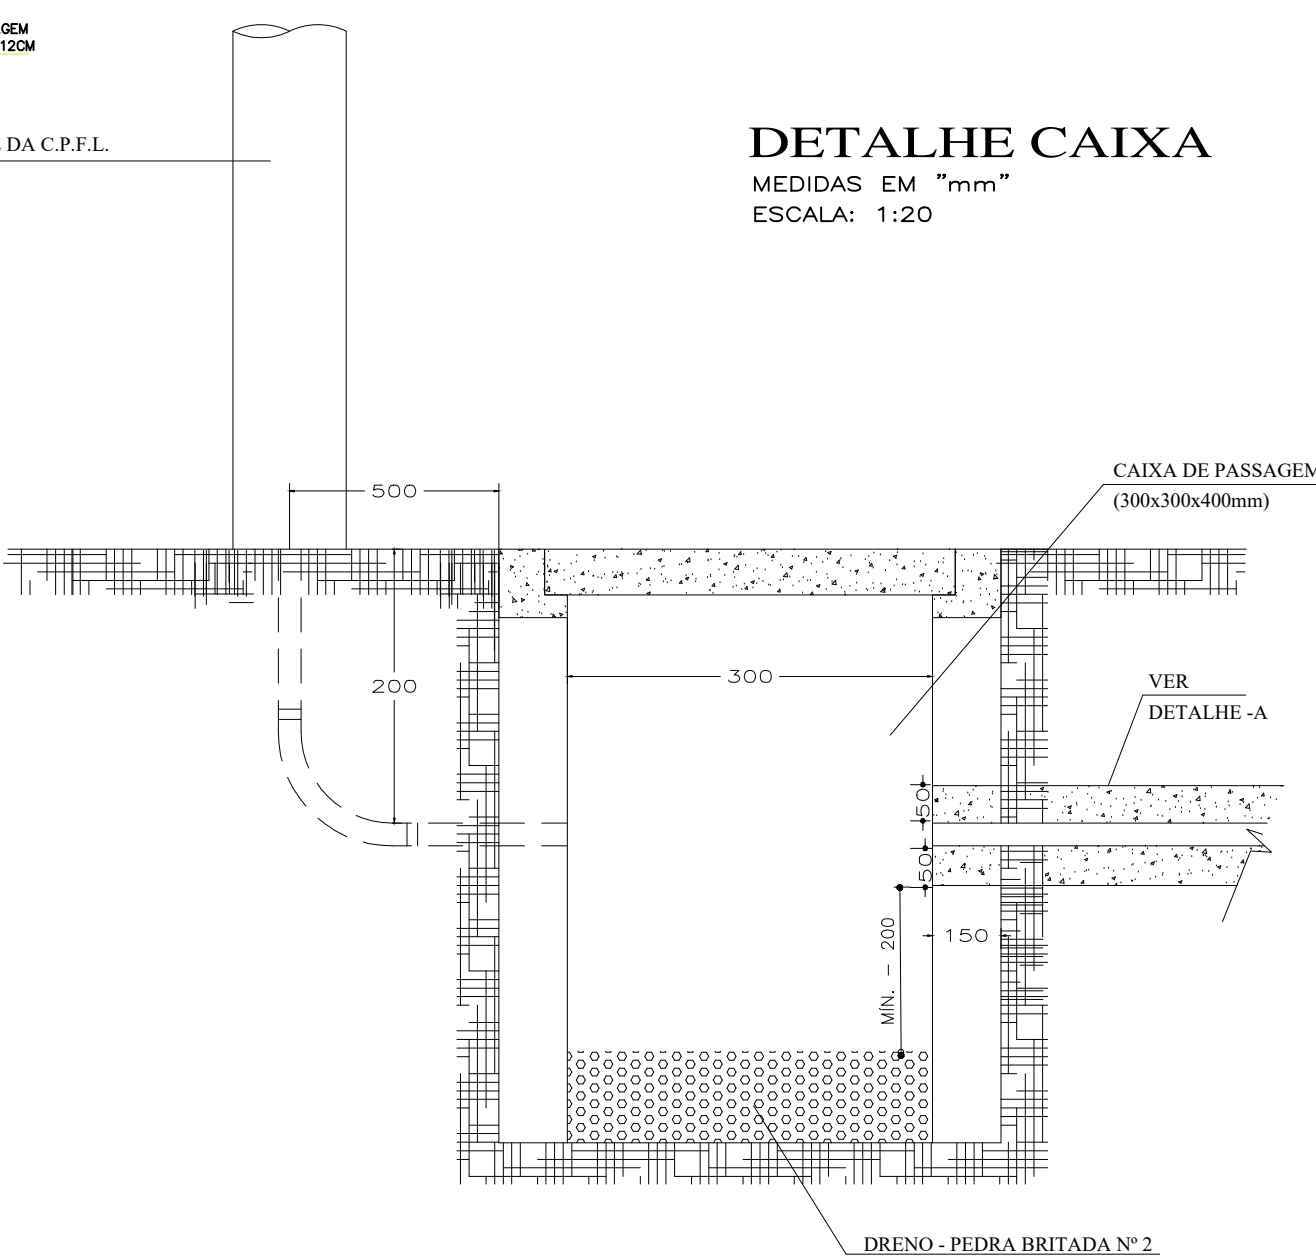 12CM
DA C.P.F.L.
DETALHE CAIXA
MEDIDAS EM "mm"
ESCALA: 1:20
500
CAIXA DE PASSAGEM
(300x300x400mm)
200
300
VER
DETALHE -A
50
50
150
MÍN. - 200
DRENO - PEDRA BRITADA Nº 2